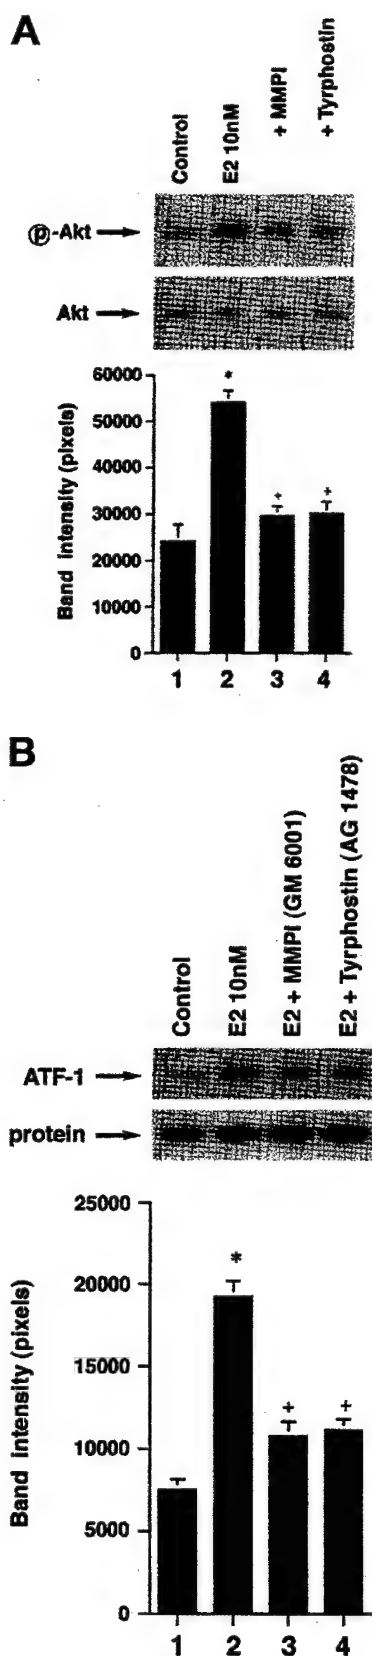 A
Control
E2 10nM
+ MMPI
+ Tyrphostin
ⓟ-Akt
Akt
Band intensity (pixels)
60000
*
50000
40000
30000
+
+
20000
10000
0
1 2 3 4
B
Control
E2 10nM
E2 + MMPI (GM 6001)
E2 + Tyrphostin (AG 1478)
ATF-1
protein
Band intensity (pixels)
25000
*
20000
15000
+
+
10000
5000
0
1 2 3 4